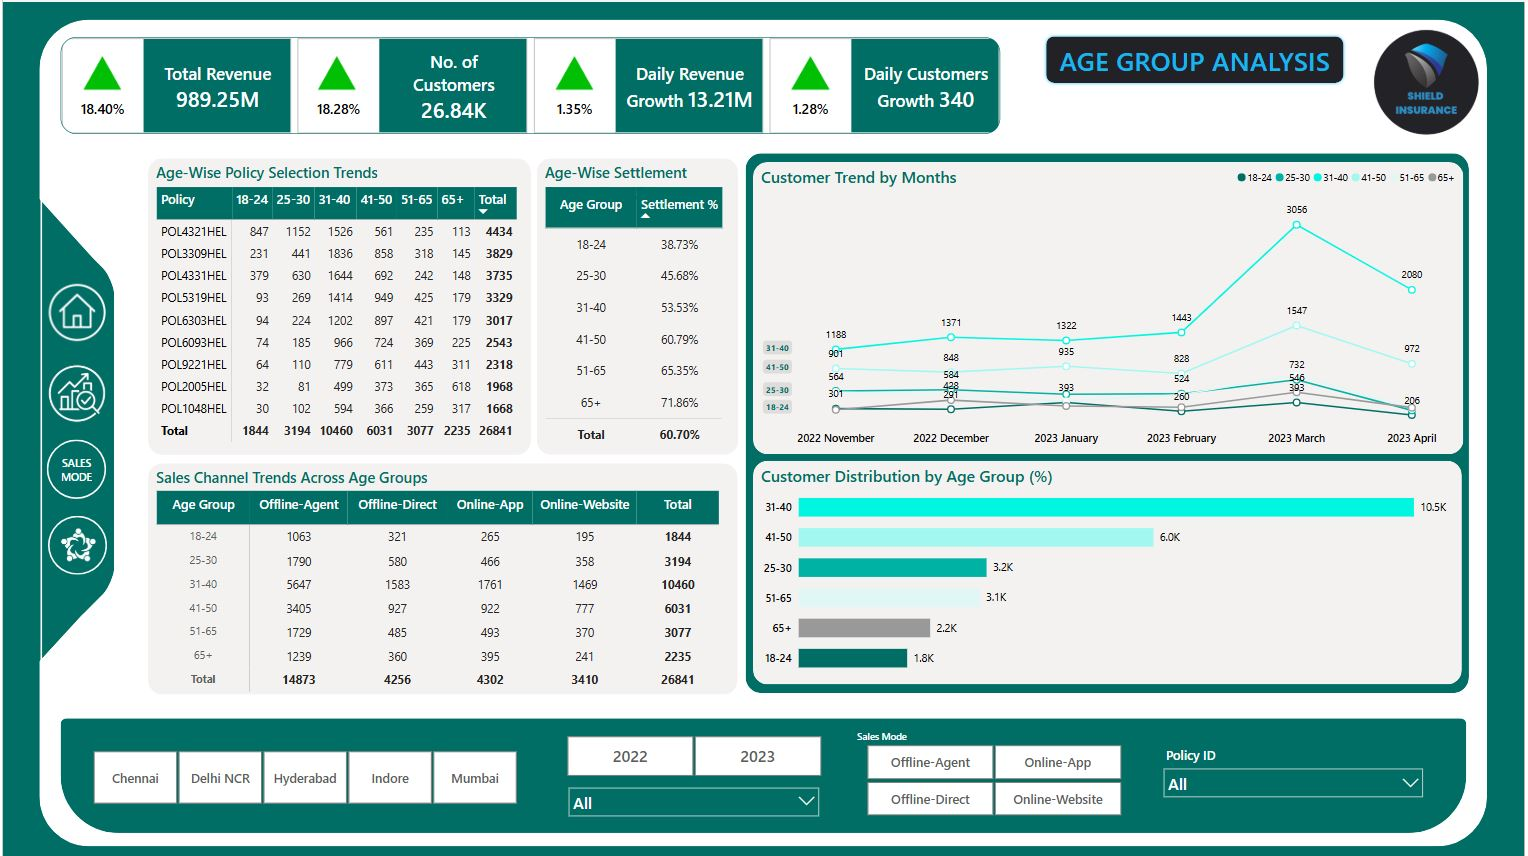 Total Revenue
989.25M
18.40%
No. of
Customers
26.84K
18.28%
Daily Revenue
Growth 13.21M
1.35%
Daily Customers
Growth 340
1.28%
AGE GROUP ANALYSIS
SHIELD
INSURANCE
SALES
MODE
Age-Wise Policy Selection Trends
Policy 18-24 25-30 31-40 41-50 51-65 65+ Total
POL4321HEL 847 1152 1526 561 235 113 4434
POL3309HEL 231 441 1836 858 318 145 3829
POL4331HEL 379 630 1644 692 242 148 3735
POL5319HEL 93 269 1414 949 425 179 3329
POL6303HEL 94 224 1202 897 421 179 3017
POL6093HEL 74 185 966 724 369 225 2543
POL9221HEL 64 110 779 611 443 311 2318
POL2005HEL 32 81 499 373 365 618 1968
POL1048HEL 30 102 594 366 259 317 1668
Total 1844 3194 10460 6031 3077 2235 26841
Age-Wise Settlement
Age Group Settlement %
18-24 38.73%
25-30 45.68%
31-40 53.53%
41-50 60.79%
51-65 65.35%
65+ 71.86%
Total 60.70%
Customer Trend by Months
18-24 25-30 31-40 41-50 51-65 65+
3056
2080
1188
1371
1322
1443
1547
31-40
901
848
935
828
972
41-50
564
584
732
524
546
25-30
428
393
393
301
291
260
206
18-24
2022 November 2022 December 2023 January 2023 February 2023 March 2023 April
Sales Channel Trends Across Age Groups
Age Group Offline-Agent Offline-Direct Online-App Online-Website Total
18-24 1063 321 265 195 1844
25-30 1790 580 466 358 3194
31-40 5647 1583 1761 1469 10460
41-50 3405 927 922 777 6031
51-65 1729 485 493 370 3077
65+ 1239 360 395 241 2235
Total 14873 4256 4302 3410 26841
Customer Distribution by Age Group (%)
31-40 10.5K
41-50 6.0K
25-30 3.2K
51-65 3.1K
65+ 2.2K
18-24 1.8K
Chennai Delhi NCR Hyderabad Indore Mumbai
2022 2023
All
Sales Mode
Offline-Agent Online-App
Offline-Direct Online-Website
Policy ID
All